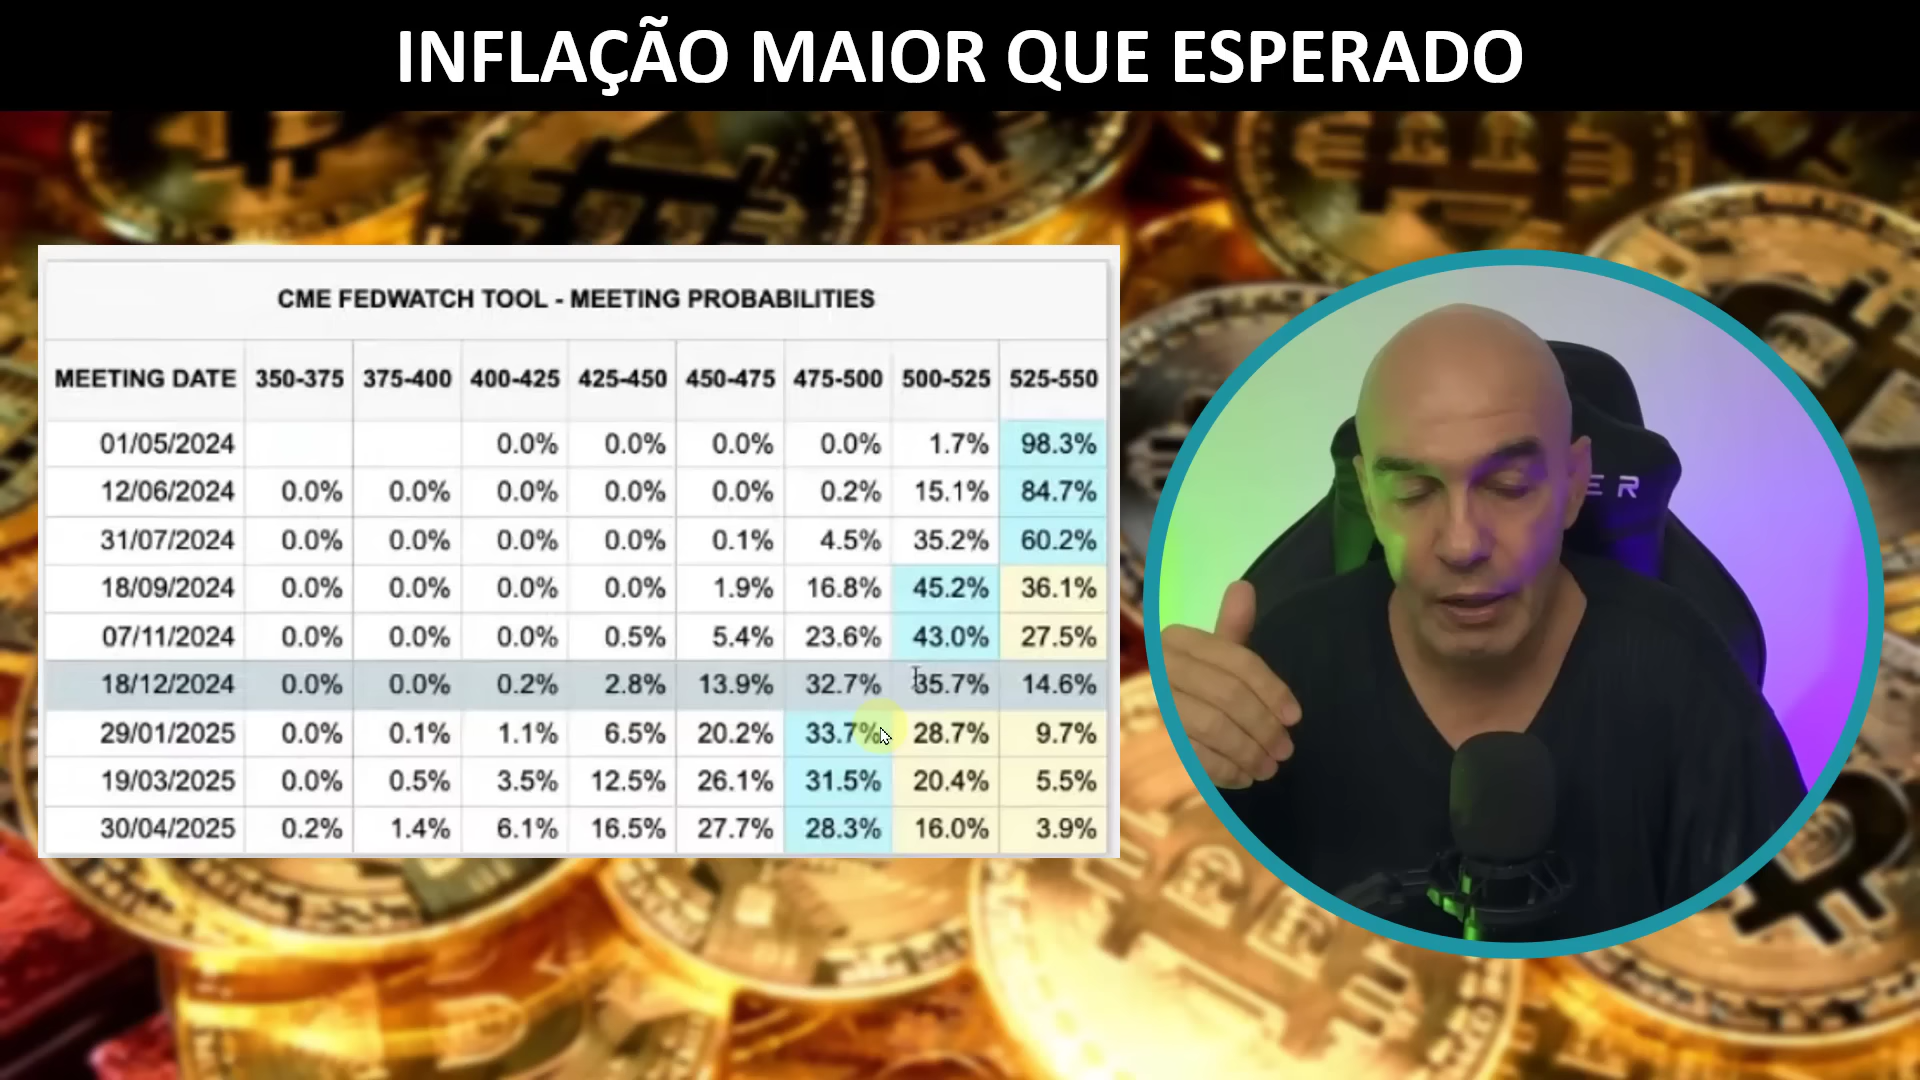 INFLAÇÃO MAIOR QUE ESPERADO
CME FEDWATCH TOOL - MEETING PROBABILITIES
MEETING DATE 350-375 375-400 400-425 425-450 450-475 475-500 500-525 525-550
01/05/2024 0.0% 0.0% 0.0% 0.0% 1.7% 98.3%
12/06/2024 0.0% 0.0% 0.0% 0.0% 0.0% 0.2% 15.1% 84.7%
31/07/2024 0.0% 0.0% 0.0% 0.0% 0.1% 4.5% 35.2% 60.2%
18/09/2024 0.0% 0.0% 0.0% 0.0% 1.9% 16.8% 45.2% 36.1%
07/11/2024 0.0% 0.0% 0.0% 0.5% 5.4% 23.6% 43.0% 27.5%
18/12/2024 0.0% 0.0% 0.2% 2.8% 13.9% 32.7% 35.7% 14.6%
29/01/2025 0.0% 0.1% 1.1% 6.5% 20.2% 33.7% 28.7% 9.7%
19/03/2025 0.0% 0.5% 3.5% 12.5% 26.1% 31.5% 20.4% 5.5%
30/04/2025 0.2% 1.4% 6.1% 16.5% 27.7% 28.3% 16.0% 3.9%